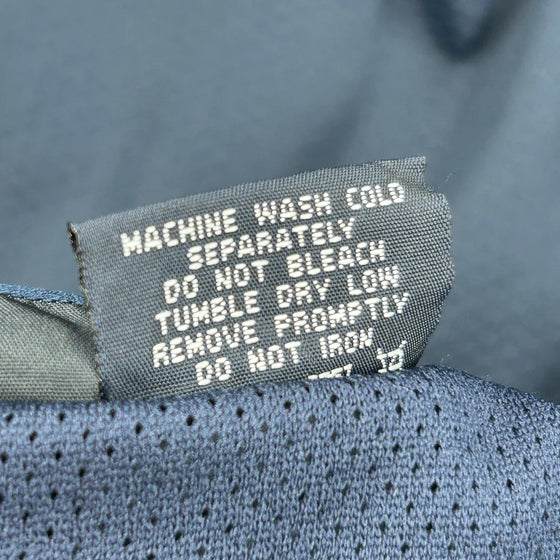 MACHINE WASH COLD
SEPARATELY
DO NOT BLEACH
TUMBLE DRY LOW
REMOVE PROMPTLY
DO NOT IRON